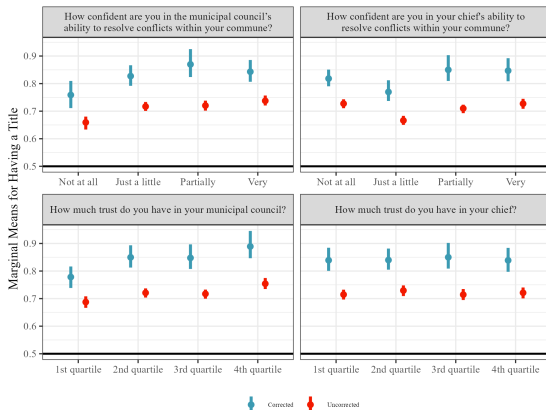 How confident are you in the municipal council's
ability to resolve conflicts within your commune?
How confident are you in your chief's ability to
resolve conflicts within your commune?
Marginal Means for Having a Title
0.9
0.8
0.7
0.6
0.5
Not at all Just a little Partially Very
Not at all Just a little Partially Very
How much trust do you have in your municipal council?
How much trust do you have in your chief?
0.9
0.8
0.7
0.6
0.5
1st quartile 2nd quartile 3rd quartile 4th quartile
1st quartile 2nd quartile 3rd quartile 4th quartile
Corrected Uncorrected